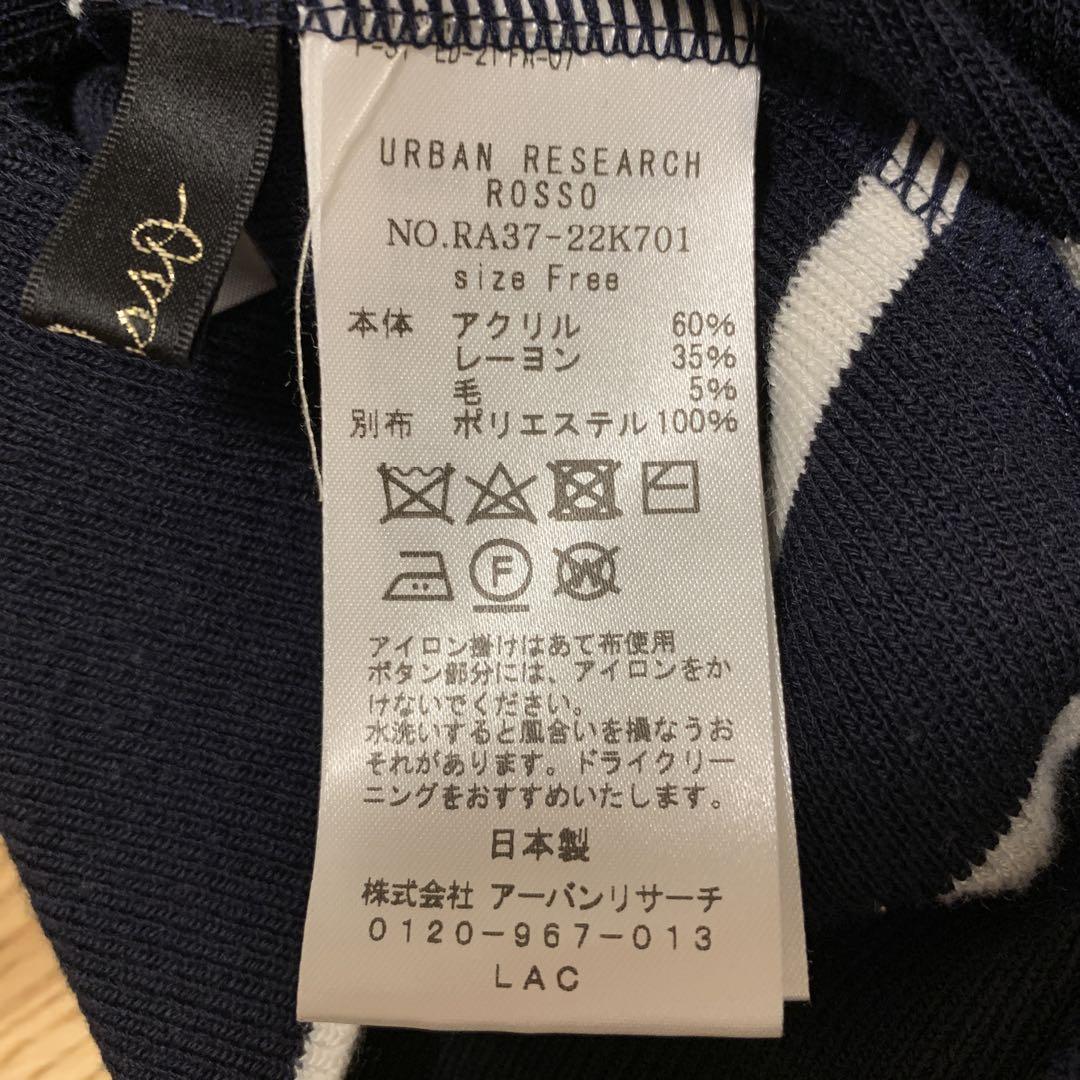 URBAN RESEARCH
ROSSO
NO.RA37-22K701
size Free
本体 アクリル 60%
レーヨン 35%
毛 5%
別布 ポリエステル 100%
F
W
アイロン掛けはあて布使用
ボタン部分には、アイロンをか
けないでください。
水洗いすると風合いを損なうお
それがあります。ドライクリー
ニングをおすすめいたします。
日本製
株式会社 アーバンリサーチ
0120-967-013
LAC